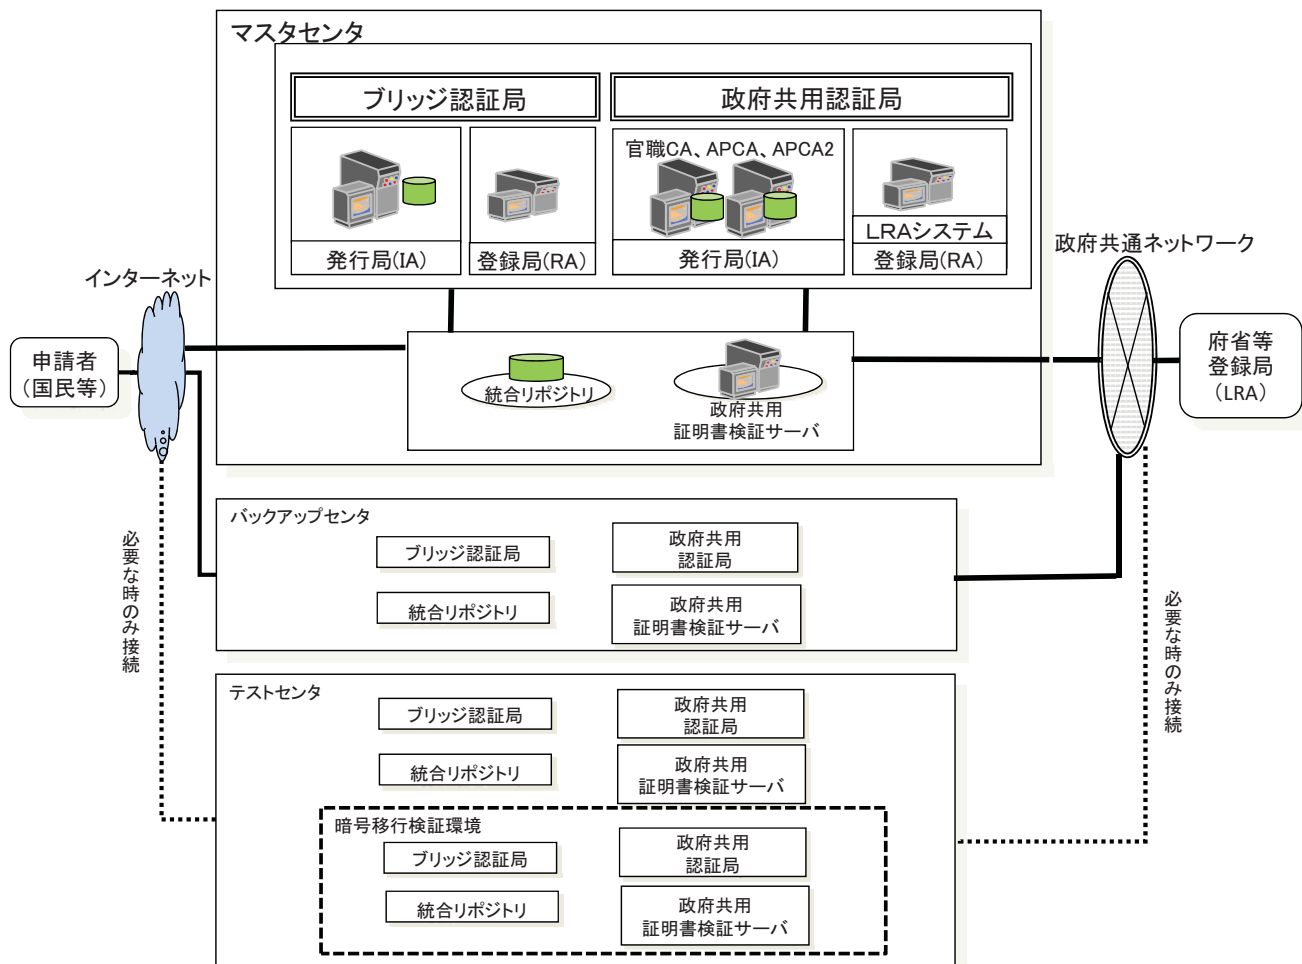 マスタセンタ
ブリッジ認証局
政府共用認証局
官職CA、APCA、APCA2
発行局(IA)
登録局(RA)
発行局(IA)
LRAシステム
登録局(RA)
インターネット
政府共通ネットワーク
申請者
（国民等）
統合リポジトリ
政府共用
証明書検証サーバ
府省等
登録局
（LRA）
バックアップセンタ
ブリッジ認証局
政府共用
認証局
統合リポジトリ
政府共用
証明書検証サーバ
必要な時のみ接続
必要な時のみ接続
テストセンタ
ブリッジ認証局
政府共用
認証局
統合リポジトリ
政府共用
証明書検証サーバ
暗号移行検証環境
ブリッジ認証局
政府共用
認証局
統合リポジトリ
政府共用
証明書検証サーバ